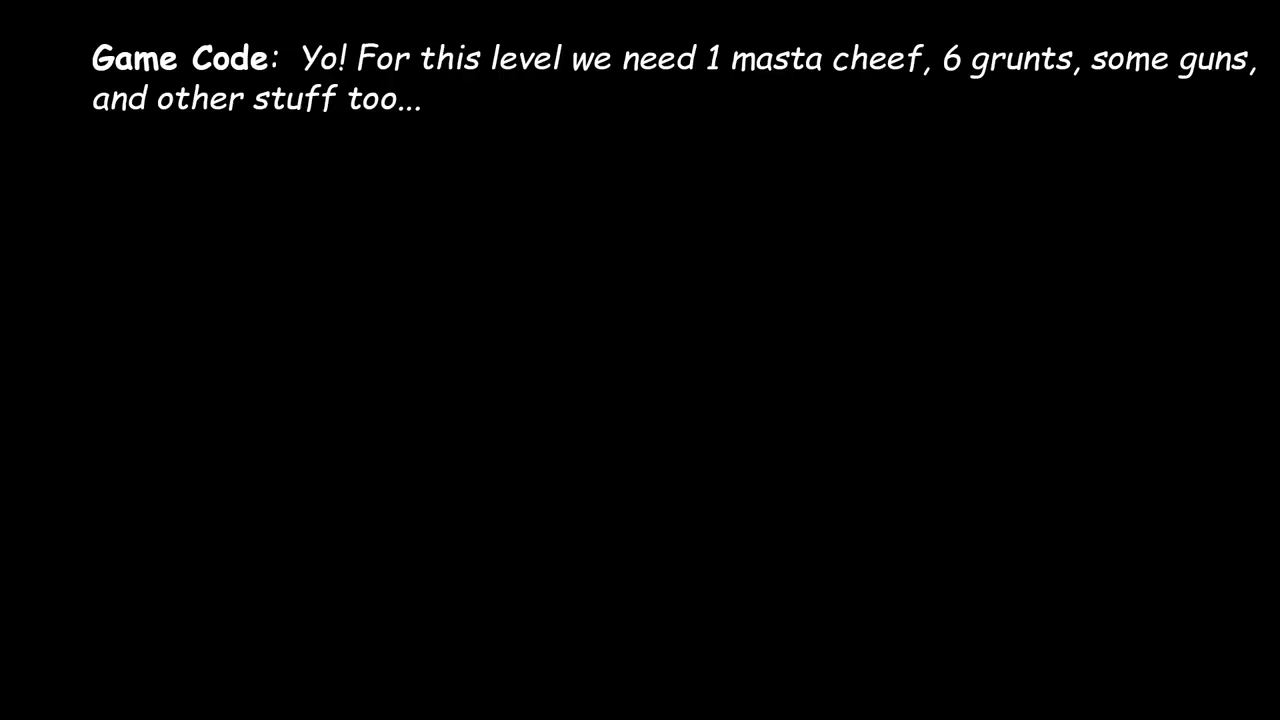 Game Code:  Yo! For this level we need 1 masta cheef, 6 grunts, some guns,
and other stuff too...